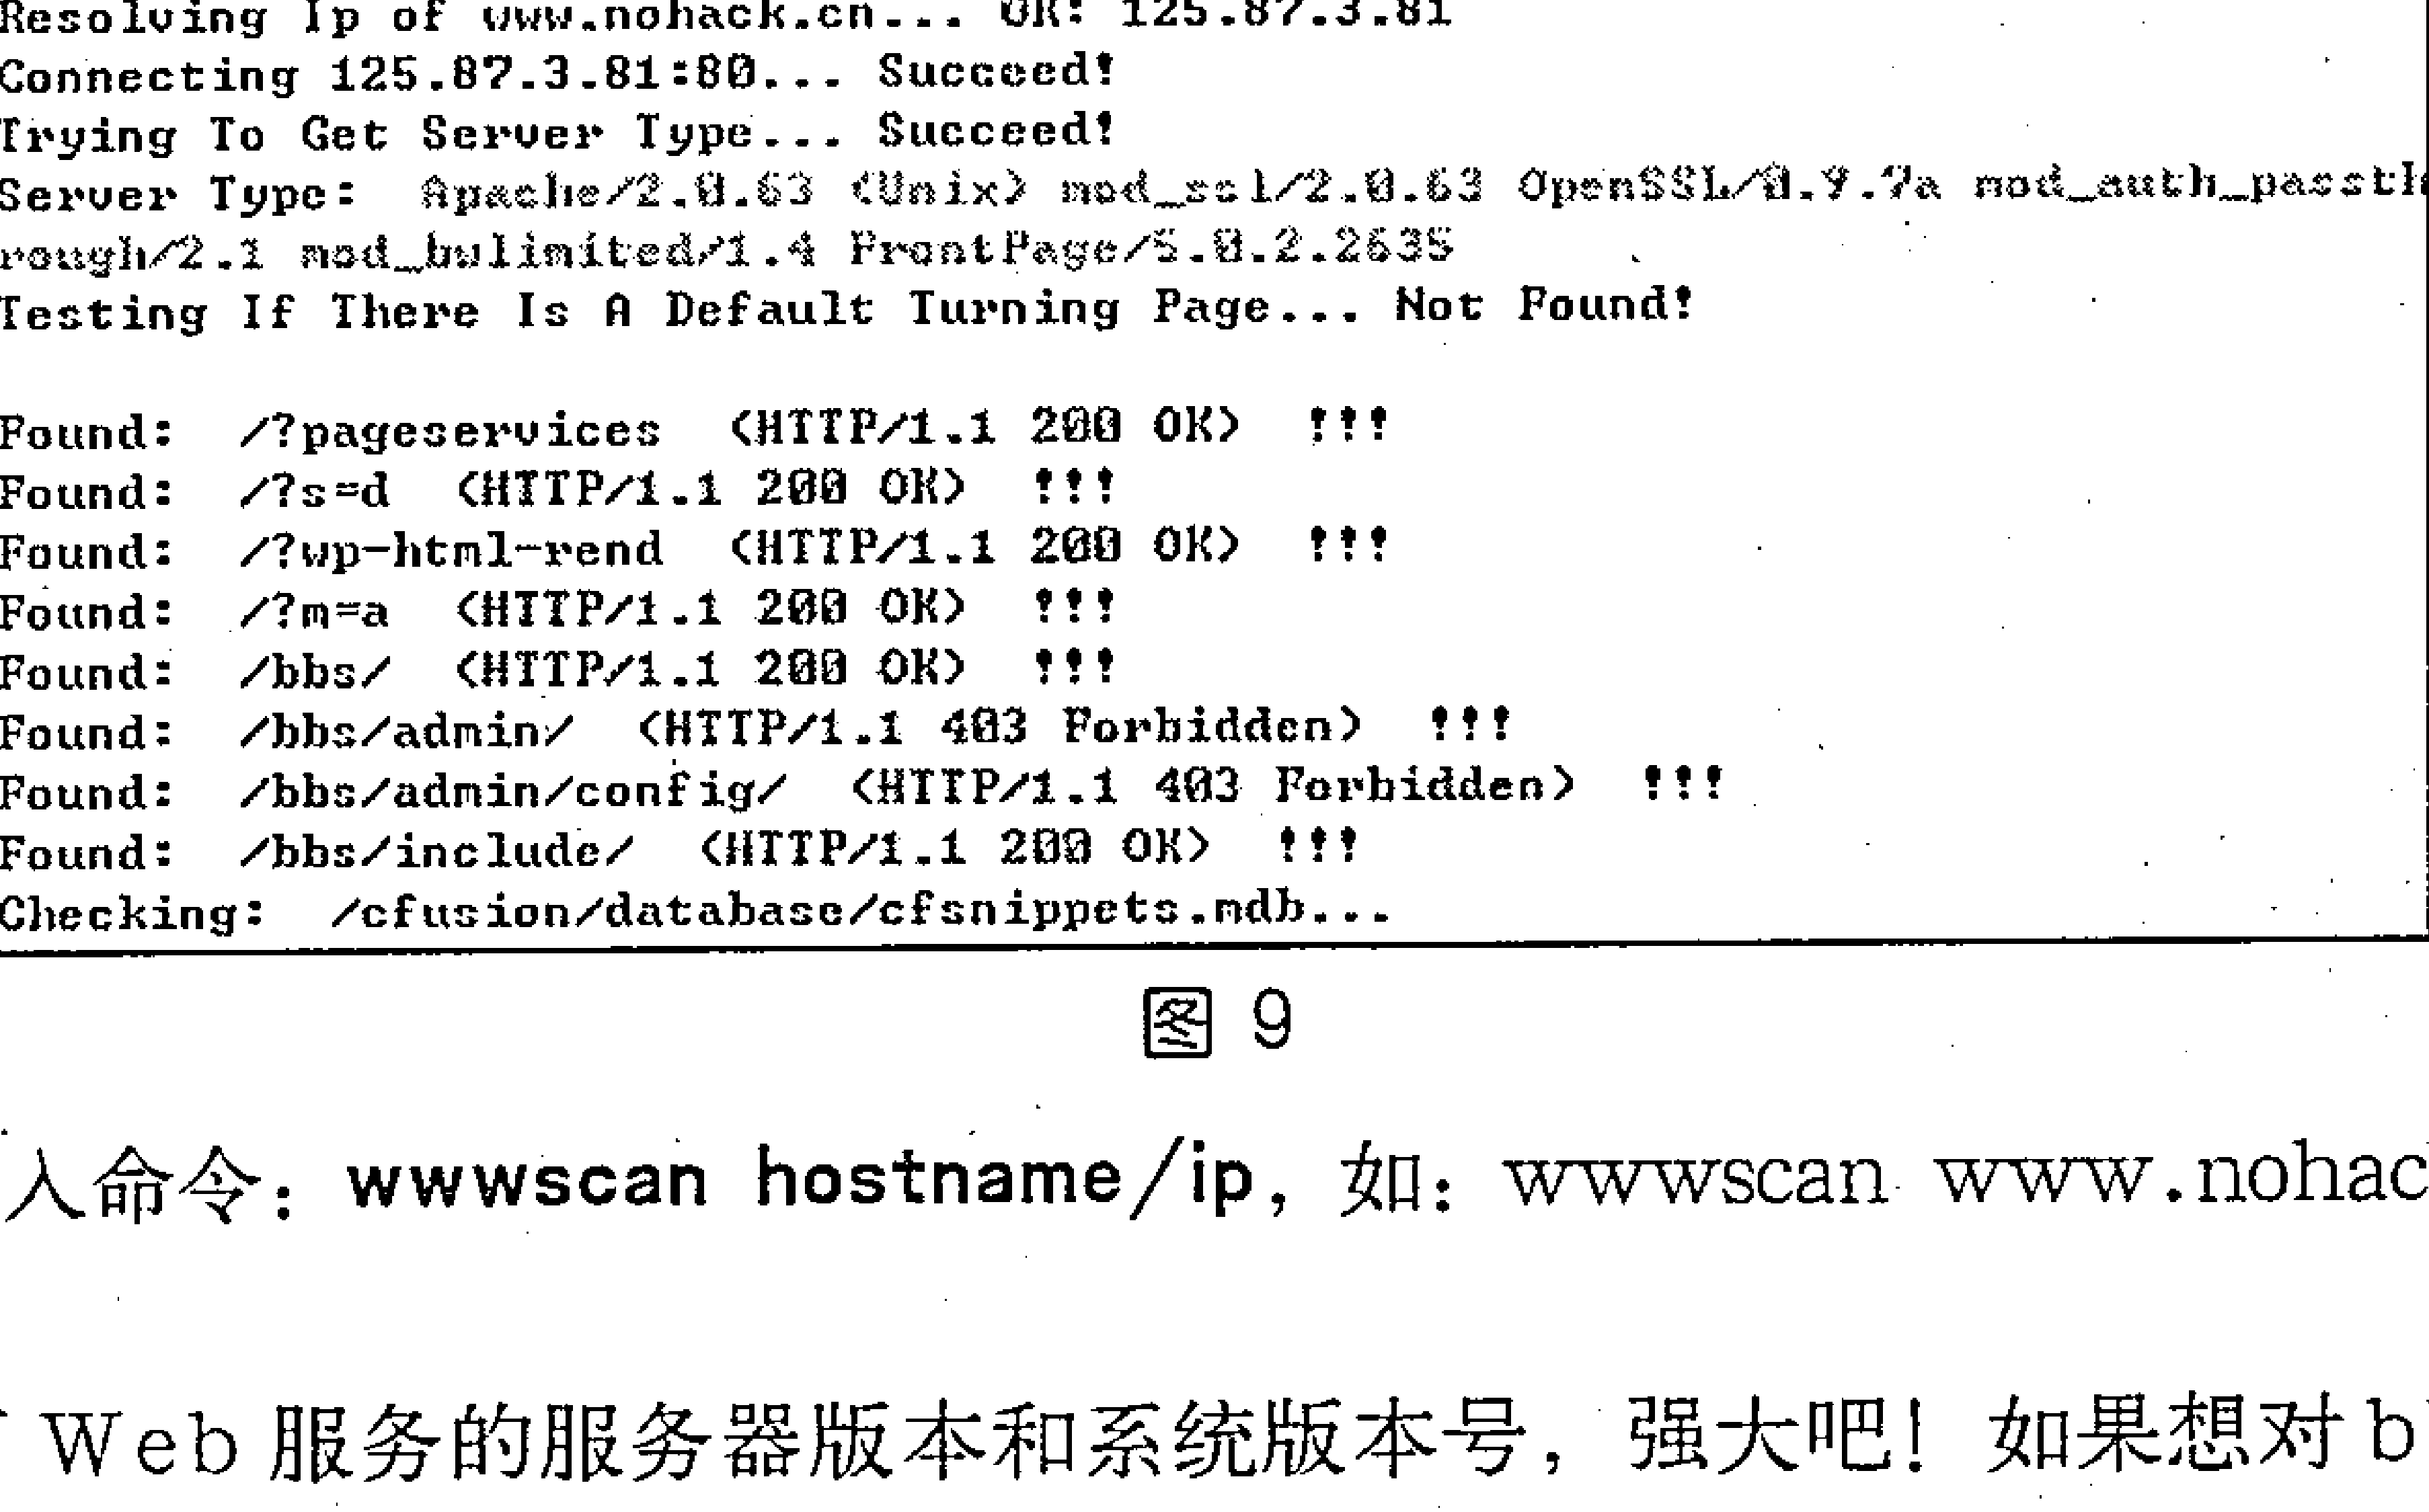 Resolving Ip of www.nohack.cn... OK: 125.87.3.81
Connecting 125.87.3.81:80... Succeed!
Trying To Get Server Type... Succeed!
Server Type:  Apache/2.0.63 (Unix) mod_ssl/2.0.63 OpenSSL/0.9.7a mod_auth_passth
rough/2.1 mod_bwlimited/1.4 FrontPage/5.0.2.2635
Testing If There Is A Default Turning Page... Not Found!
Found:  /?pageservices  (HTTP/1.1 200 OK)  !!!
Found:  /?s=d  (HTTP/1.1 200 OK)  !!!
Found:  /?wp-html-rend  (HTTP/1.1 200 OK)  !!!
Found:  /?m=a  (HTTP/1.1 200 OK)  !!!
Found:  /bbs/  (HTTP/1.1 200 OK)  !!!
Found:  /bbs/admin/  (HTTP/1.1 403 Forbidden)  !!!
Found:  /bbs/admin/config/  (HTTP/1.1 403 Forbidden)  !!!
Found:  /bbs/include/  (HTTP/1.1 200 OK)  !!!
Checking:  /cfusion/database/cfsnippets.mdb...
图 9
入命令：wwwscan hostname/ip，如：wwwscan www.nohac
Web 服务的服务器版本和系统版本号，强大吧！如果想对 b